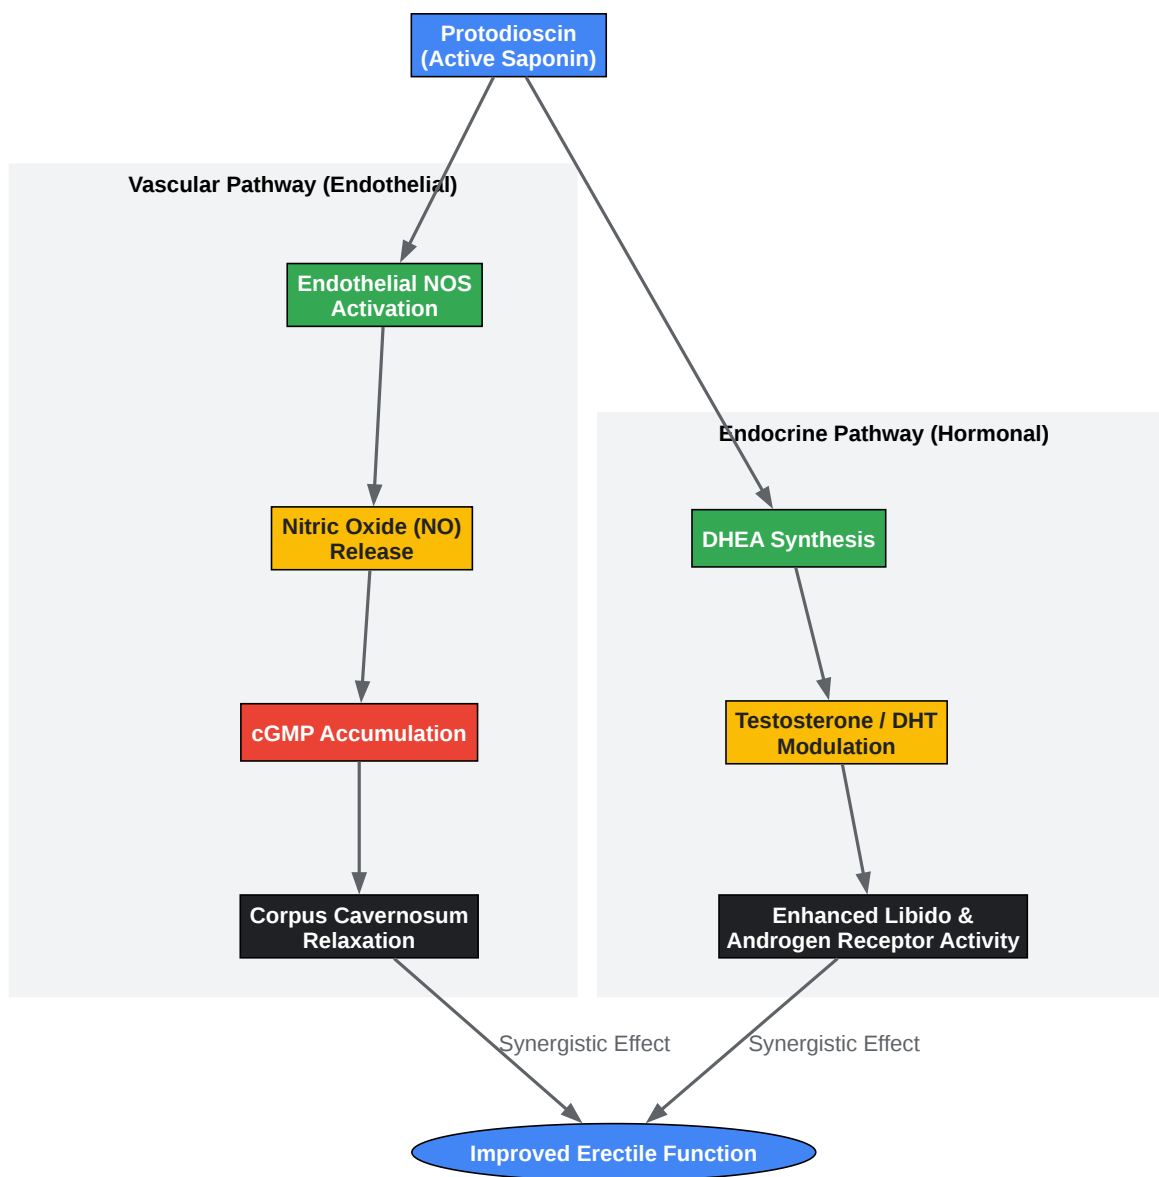 Protodioscin
(Active Saponin)
Vascular Pathway (Endothelial)
Endothelial NOS
Activation
Nitric Oxide (NO)
Release
cGMP Accumulation
Corpus Cavernosum
Relaxation
Endocrine Pathway (Hormonal)
DHEA Synthesis
Testosterone / DHT
Modulation
Enhanced Libido &
Androgen Receptor Activity
Synergistic Effect
Synergistic Effect
Improved Erectile Function